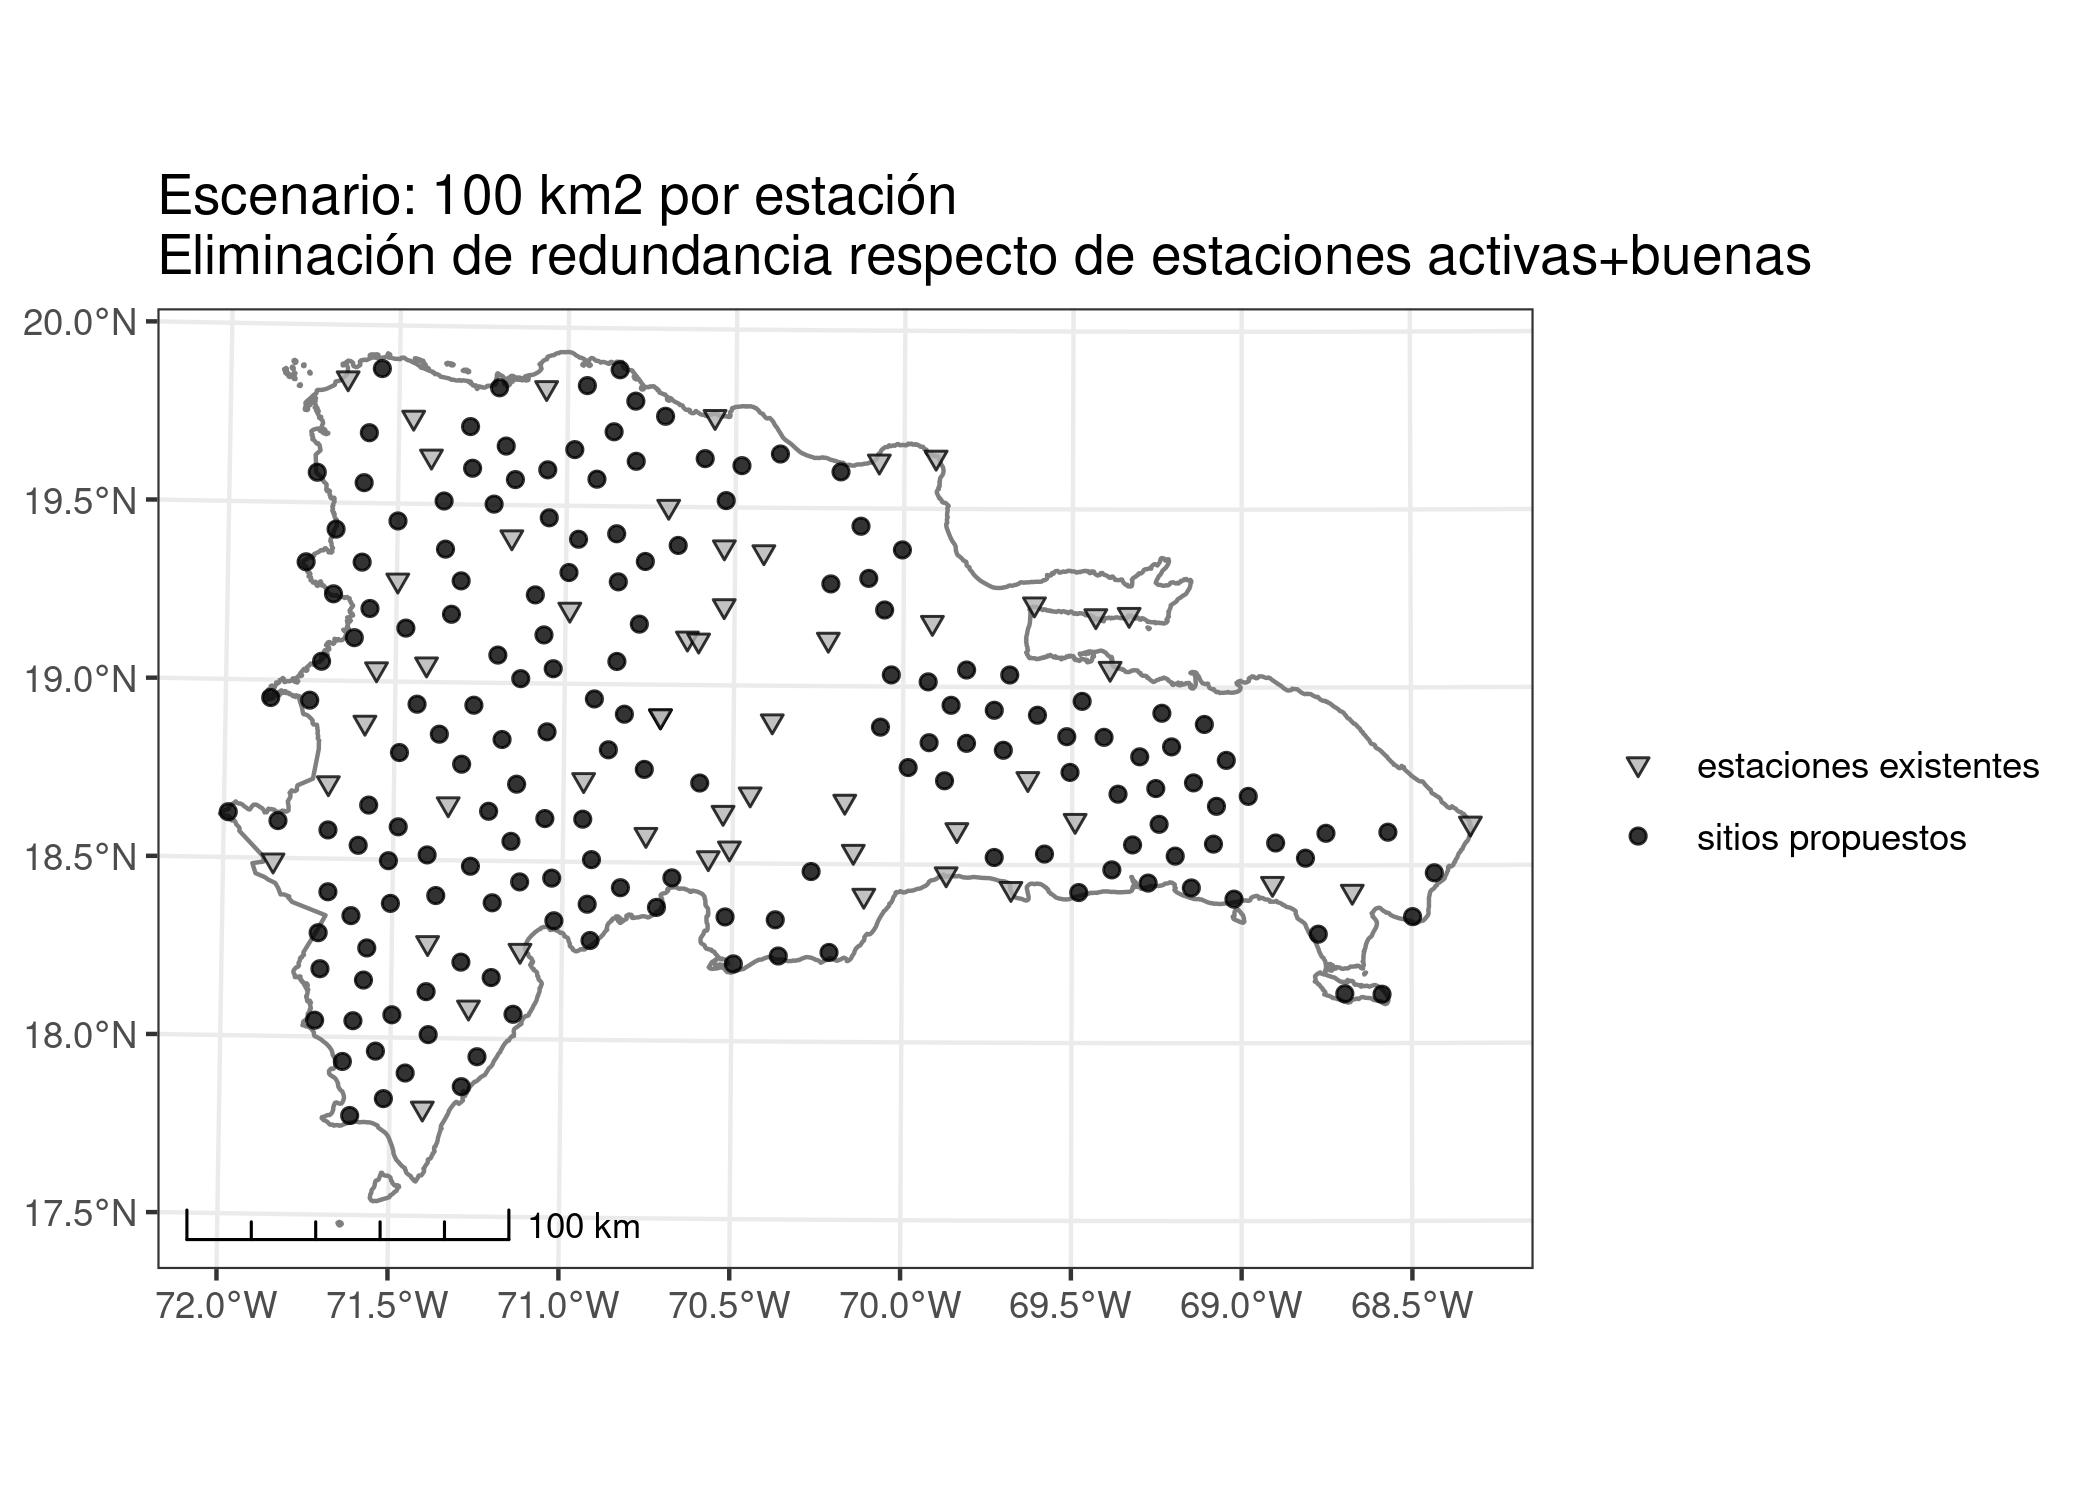 Escenario: 100 km2 por estación
Eliminación de redundancia respecto de estaciones activas+buenas
20.0°N
19.5°N
19.0°N
18.5°N
18.0°N
17.5°N
100 km
72.0°W
71.5°W
71.0°W
70.5°W
70.0°W
69.5°W
69.0°W
68.5°W
estaciones existentes
sitios propuestos